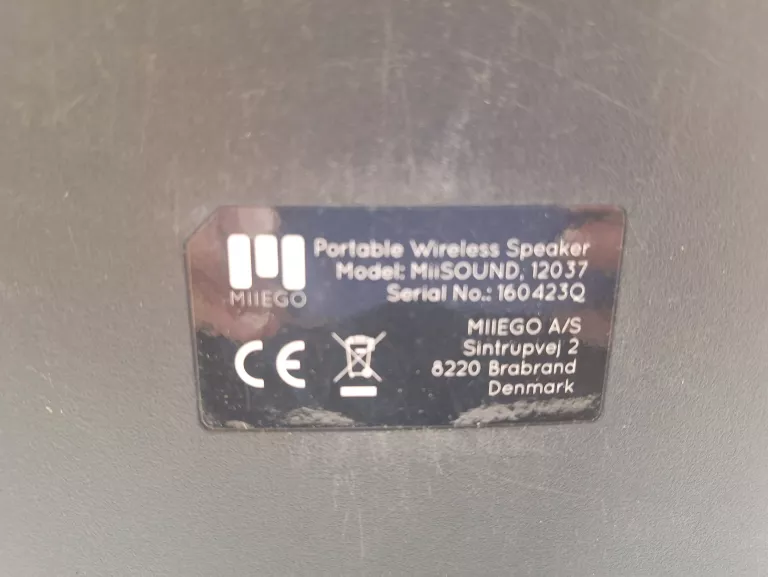 Portable Wireless Speaker
Model: MiiSOUND, 12037
Serial No.: 160423Q
MIIEGO
MIIEGO A/S
Sintrupvej 2
8220 Brabrand
Denmark
CE